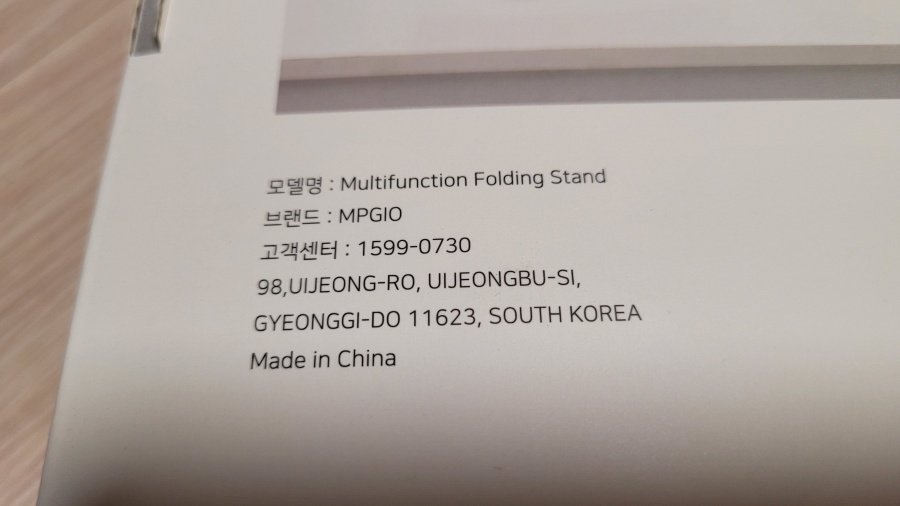 모델명 : Multifunction Folding Stand
브랜드 : MPGIO
고객센터 : 1599-0730
98,UIJEONG-RO, UIJEONGBU-SI,
GYEONGGI-DO 11623, SOUTH KOREA
Made in China